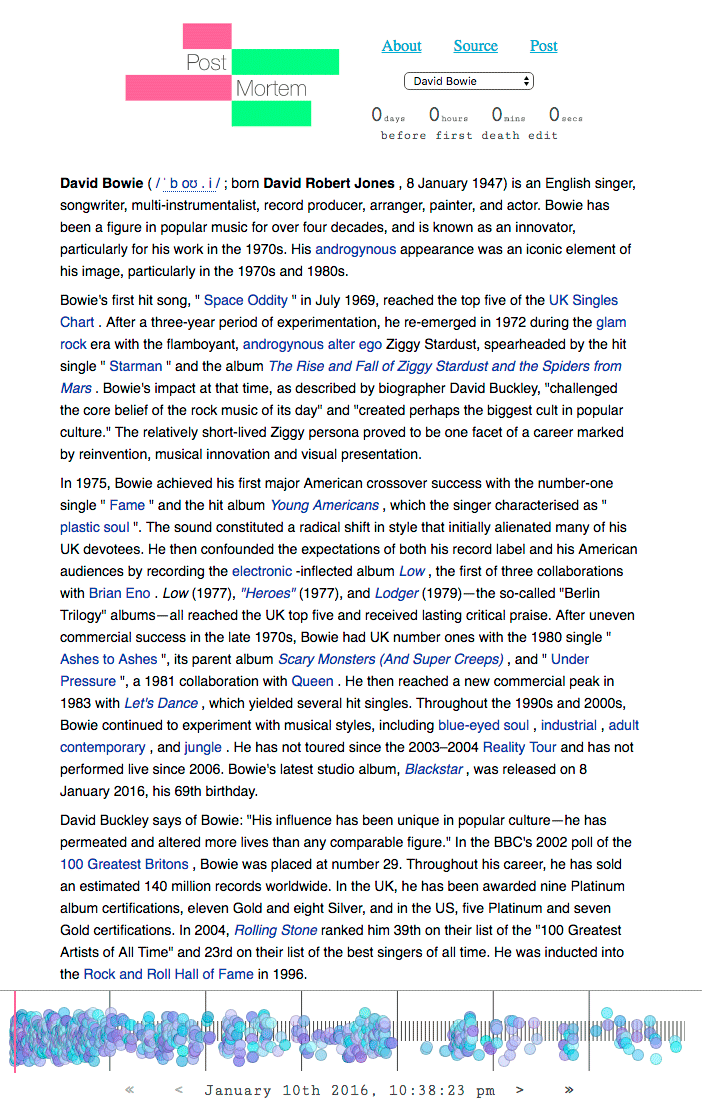 Post
Mortem
About Source Post
David Bowie
0 days 0 hours 0 mins 0 secs
before first death edit
David Bowie ( / ˈ b oʊ . i / ; born David Robert Jones , 8 January 1947) is an English singer,
songwriter, multi-instrumentalist, record producer, arranger, painter, and actor. Bowie has
been a figure in popular music for over four decades, and is known as an innovator,
particularly for his work in the 1970s. His androgynous appearance was an iconic element of
his image, particularly in the 1970s and 1980s.
Bowie's first hit song, " Space Oddity " in July 1969, reached the top five of the UK Singles
Chart . After a three-year period of experimentation, he re-emerged in 1972 during the glam
rock era with the flamboyant, androgynous alter ego Ziggy Stardust, spearheaded by the hit
single " Starman " and the album The Rise and Fall of Ziggy Stardust and the Spiders from
Mars . Bowie's impact at that time, as described by biographer David Buckley, "challenged
the core belief of the rock music of its day" and "created perhaps the biggest cult in popular
culture." The relatively short-lived Ziggy persona proved to be one facet of a career marked
by reinvention, musical innovation and visual presentation.
In 1975, Bowie achieved his first major American crossover success with the number-one
single " Fame " and the hit album Young Americans , which the singer characterised as "
plastic soul ". The sound constituted a radical shift in style that initially alienated many of his
UK devotees. He then confounded the expectations of both his record label and his American
audiences by recording the electronic -inflected album Low , the first of three collaborations
with Brian Eno . Low (1977), "Heroes" (1977), and Lodger (1979)—the so-called "Berlin
Trilogy" albums—all reached the UK top five and received lasting critical praise. After uneven
commercial success in the late 1970s, Bowie had UK number ones with the 1980 single "
Ashes to Ashes ", its parent album Scary Monsters (And Super Creeps) , and " Under
Pressure ", a 1981 collaboration with Queen . He then reached a new commercial peak in
1983 with Let's Dance , which yielded several hit singles. Throughout the 1990s and 2000s,
Bowie continued to experiment with musical styles, including blue-eyed soul , industrial , adult
contemporary , and jungle . He has not toured since the 2003–2004 Reality Tour and has not
performed live since 2006. Bowie's latest studio album, Blackstar , was released on 8
January 2016, his 69th birthday.
David Buckley says of Bowie: "His influence has been unique in popular culture—he has
permeated and altered more lives than any comparable figure." In the BBC's 2002 poll of the
100 Greatest Britons , Bowie was placed at number 29. Throughout his career, he has sold
an estimated 140 million records worldwide. In the UK, he has been awarded nine Platinum
album certifications, eleven Gold and eight Silver, and in the US, five Platinum and seven
Gold certifications. In 2004, Rolling Stone ranked him 39th on their list of the "100 Greatest
Artists of All Time" and 23rd on their list of the best singers of all time. He was inducted into
the Rock and Roll Hall of Fame in 1996.
« < January 10th 2016, 10:38:23 pm > »